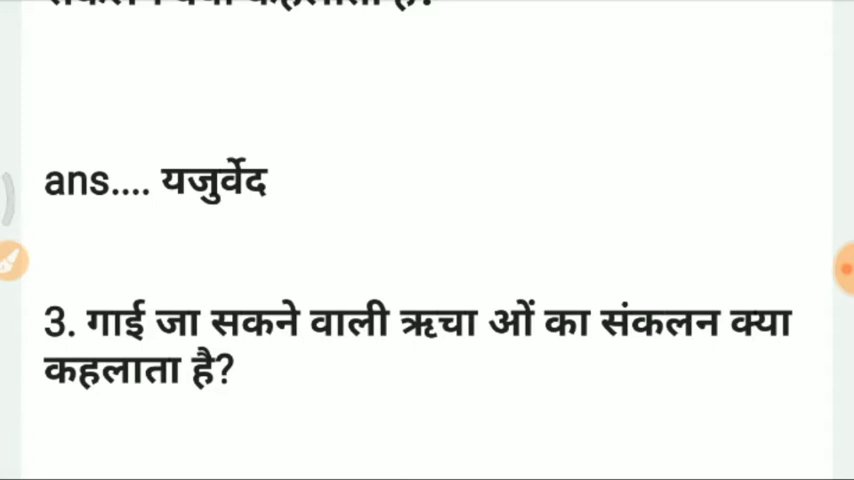 ans.... यजुर्वेद
3. गाई जा सकने वाली ऋचा ओं का संकलन क्या
कहलाता है?